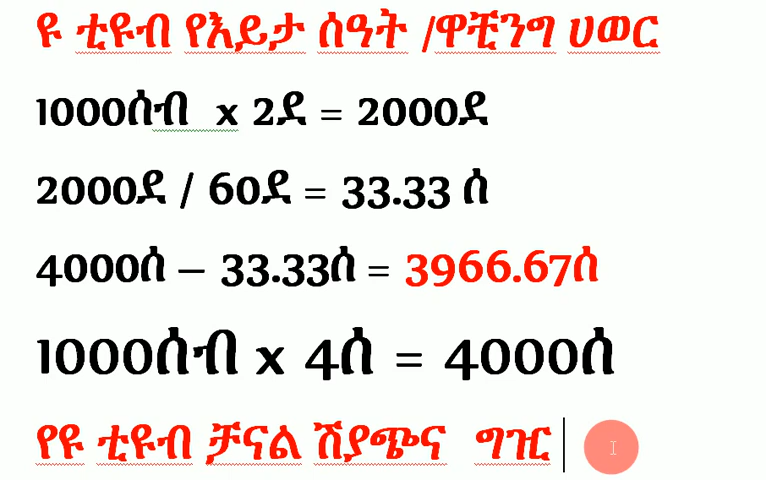 ዩ ቲዩብ የእይታ ሰዓት /ዋቺንግ ሀወር
1000ሰብ x 2ደ = 2000ደ
2000ደ / 60ደ = 33.33 ሰ
4000ሰ – 33.33ሰ = 3966.67ሰ
1000ሰብ x 4ሰ = 4000ሰ
የዩ ቲዩብ ቻናል ሽያጭና ግዢ